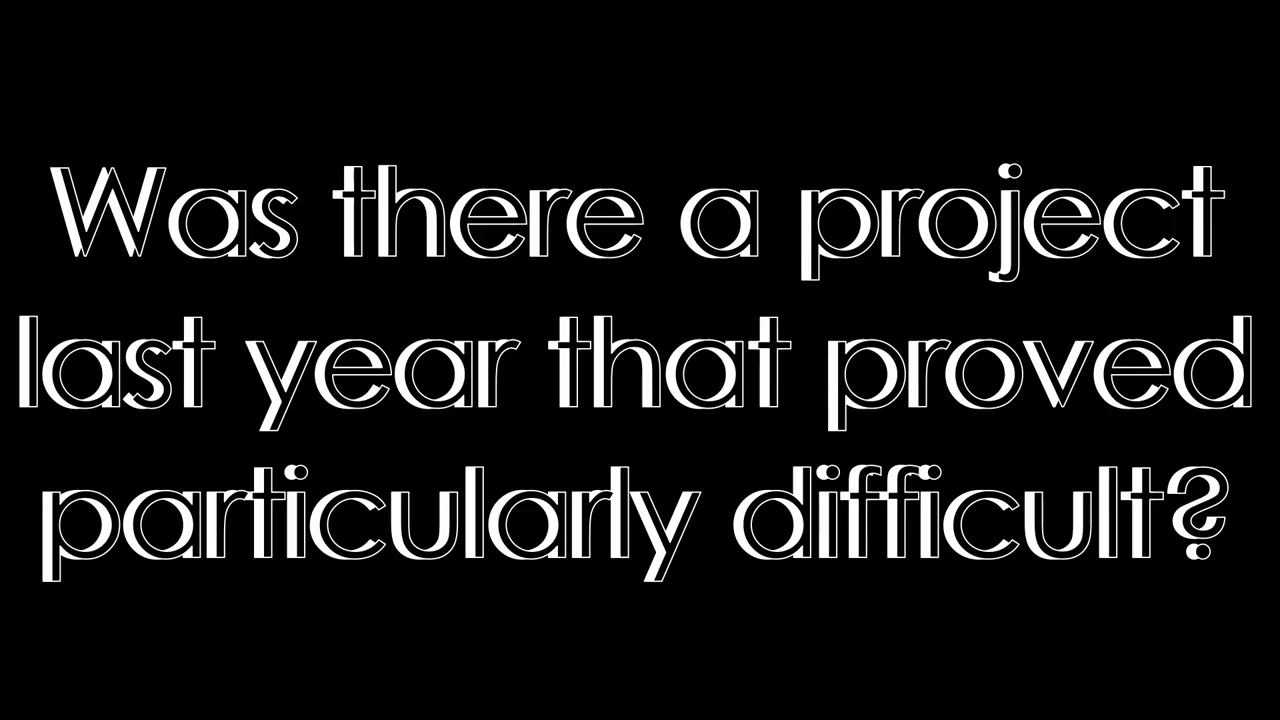 Was there a project
last year that proved
particularly difficult?